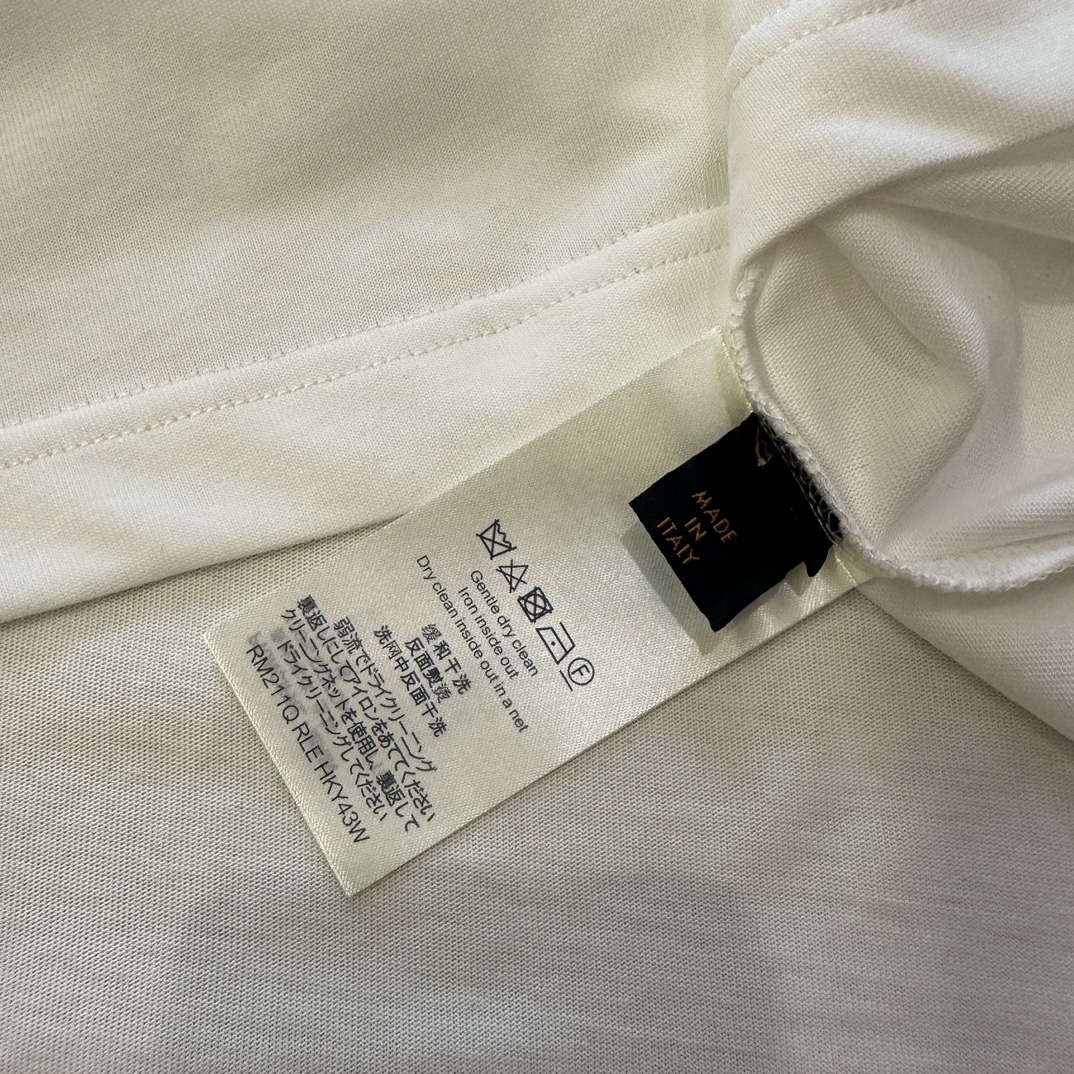 MADE
IN
ITALY
F
Gentle dry clean
Iron inside out
Dry clean inside out in a net
缓和干洗
反面熨烫
洗网中反面干洗
弱流でドライクリーニング
裏返しにしてアイロンをあててください
クリーニングネットを使用し、裏返して
ドライクリーニングしてください
RM211Q RLE HKY43W